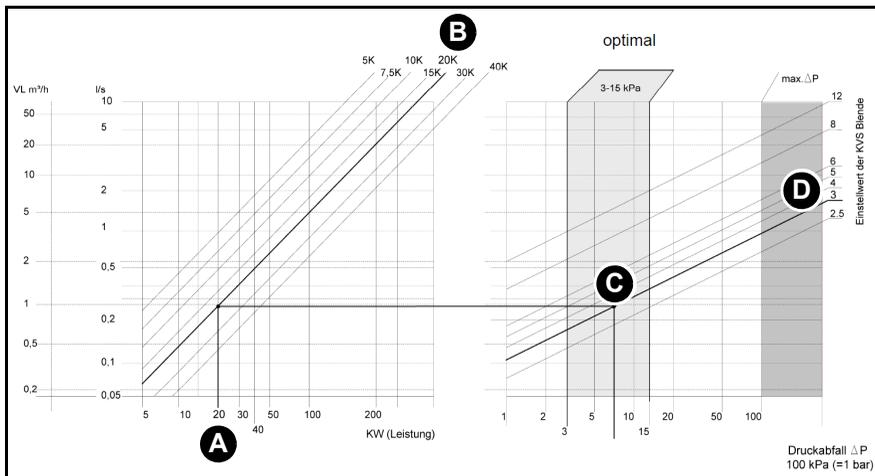 B
optimal
5K 10K 20K 40K
7,5K 15K 30K
3-15 kPa
max. ΔP
VL m³/h
l/s
50
20
10
5
2
1
0,5
0,2
10
5
2
1
0,5
0,2
0,1
0,05
12
8
6
5
4
3
2.5
Einstellwert der KVS Blende
D
C
5 10 20 30 100 200
40
KW (Leistung)
A
1 2 5 10 20 50 100
3 15
Druckabfall ΔP
100 kPa (=1 bar)